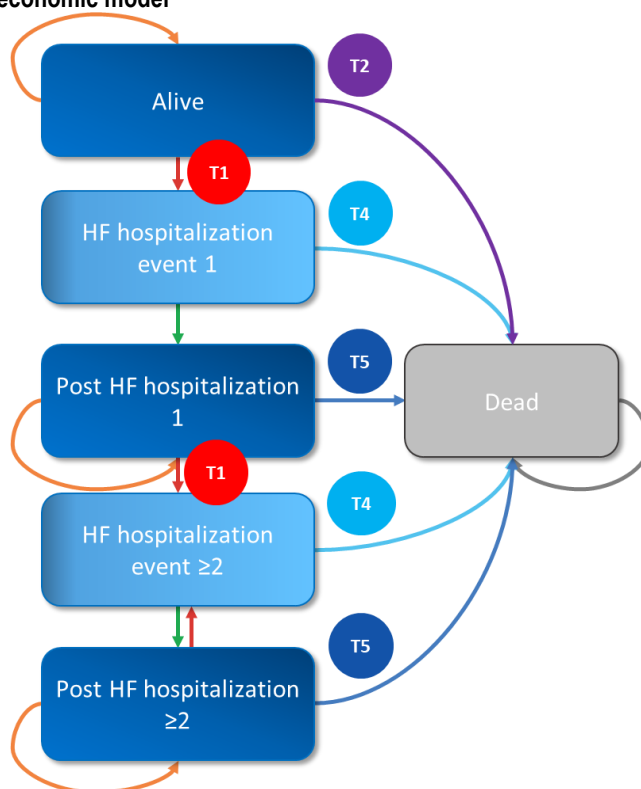 economic model
Alive
T2
T1
HF hospitalization
event 1
T4
Post HF hospitalization
1
T5
Dead
T1
HF hospitalization
event ≥2
T4
Post HF hospitalization
≥2
T5